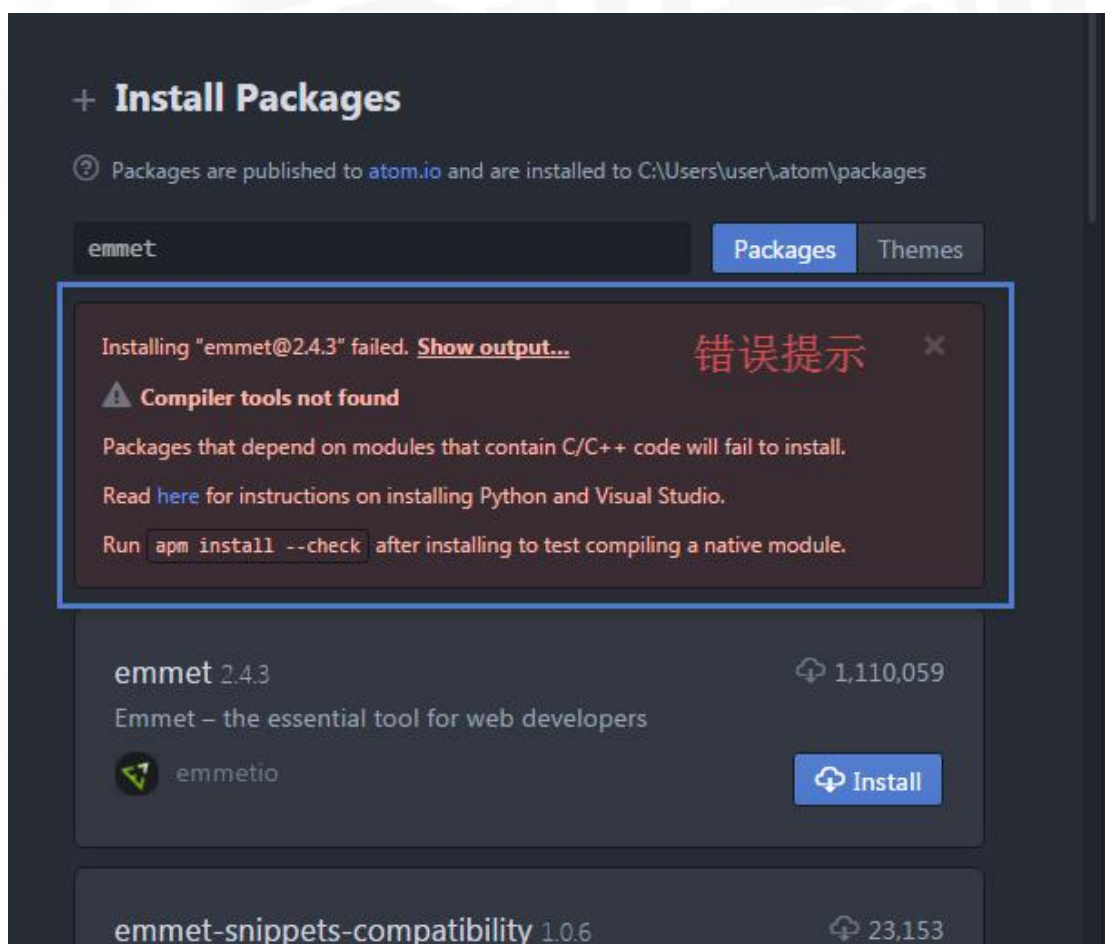 + Install Packages
Packages are published to atom.io and are installed to C:\Users\user\.atom\packages
emmet
Packages Themes
Installing "emmet@2.4.3" failed. Show output...
错误提示
Compiler tools not found
Packages that depend on modules that contain C/C++ code will fail to install.
Read here for instructions on installing Python and Visual Studio.
Run apm install --check after installing to test compiling a native module.
emmet 2.4.3
1,110,059
Emmet – the essential tool for web developers
emmetio
Install
emmet-snippets-compatibility 1.0.6
23,153